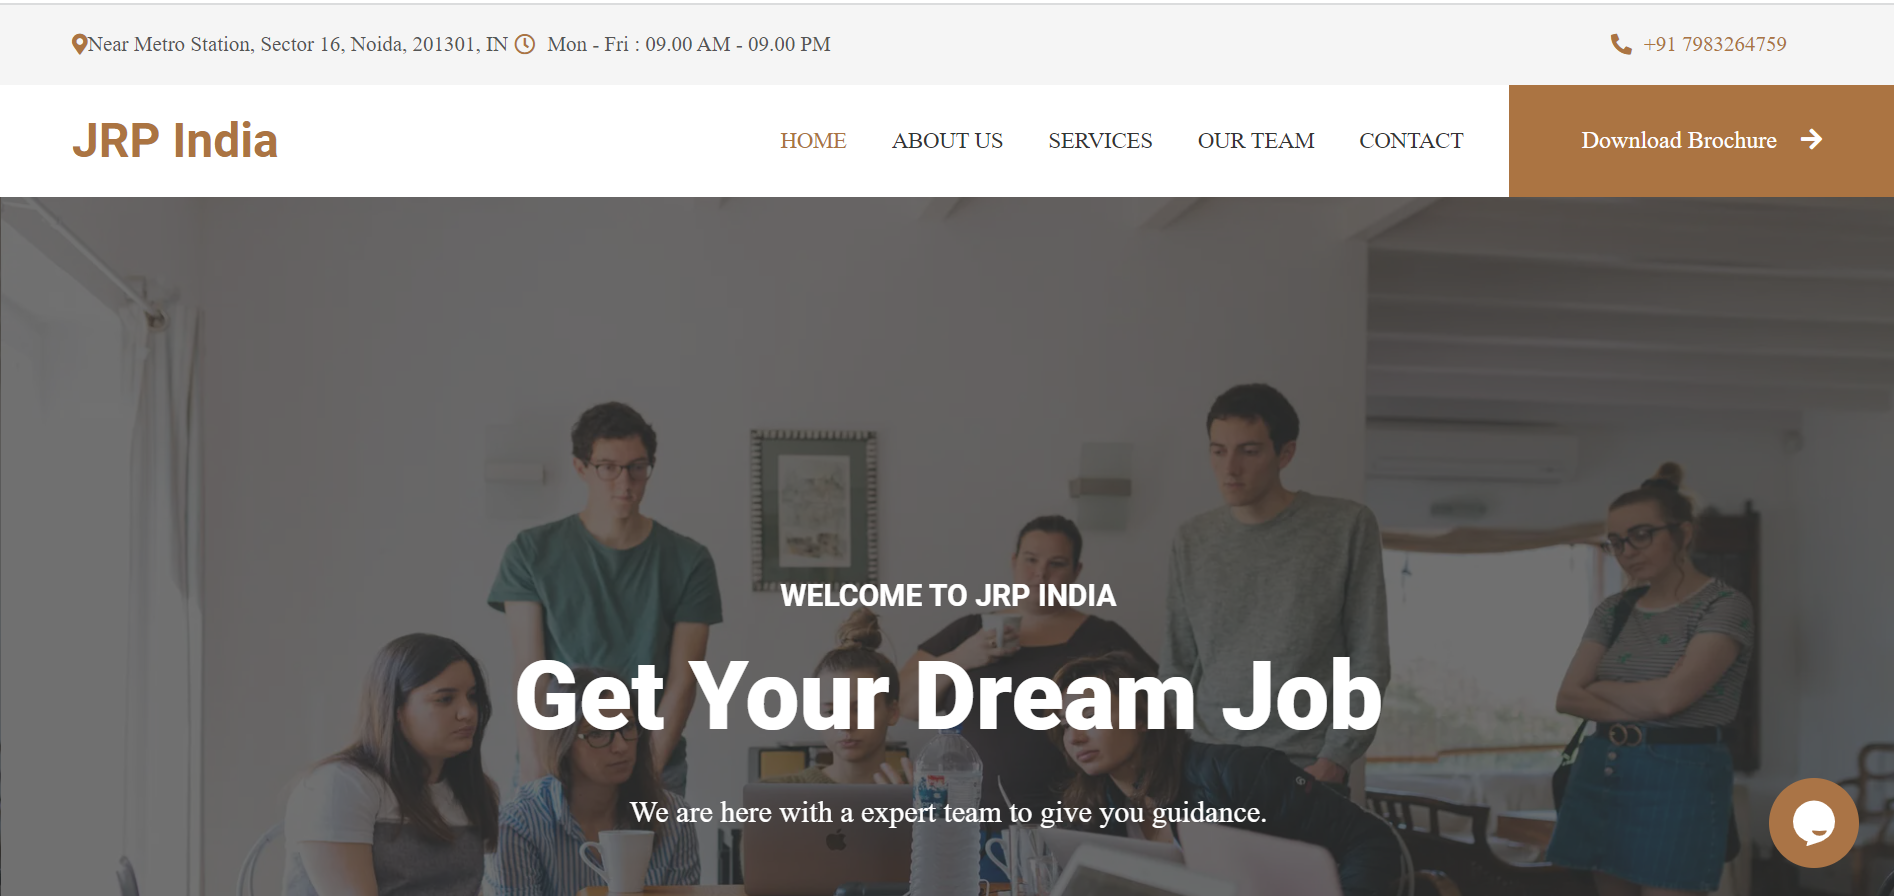 Near Metro Station, Sector 16, Noida, 201301, IN Mon - Fri : 09.00 AM - 09.00 PM +91 7983264759
JRP India HOME ABOUT US SERVICES OUR TEAM CONTACT Download Brochure
WELCOME TO JRP INDIA
Get Your Dream Job
We are here with a expert team to give you guidance.